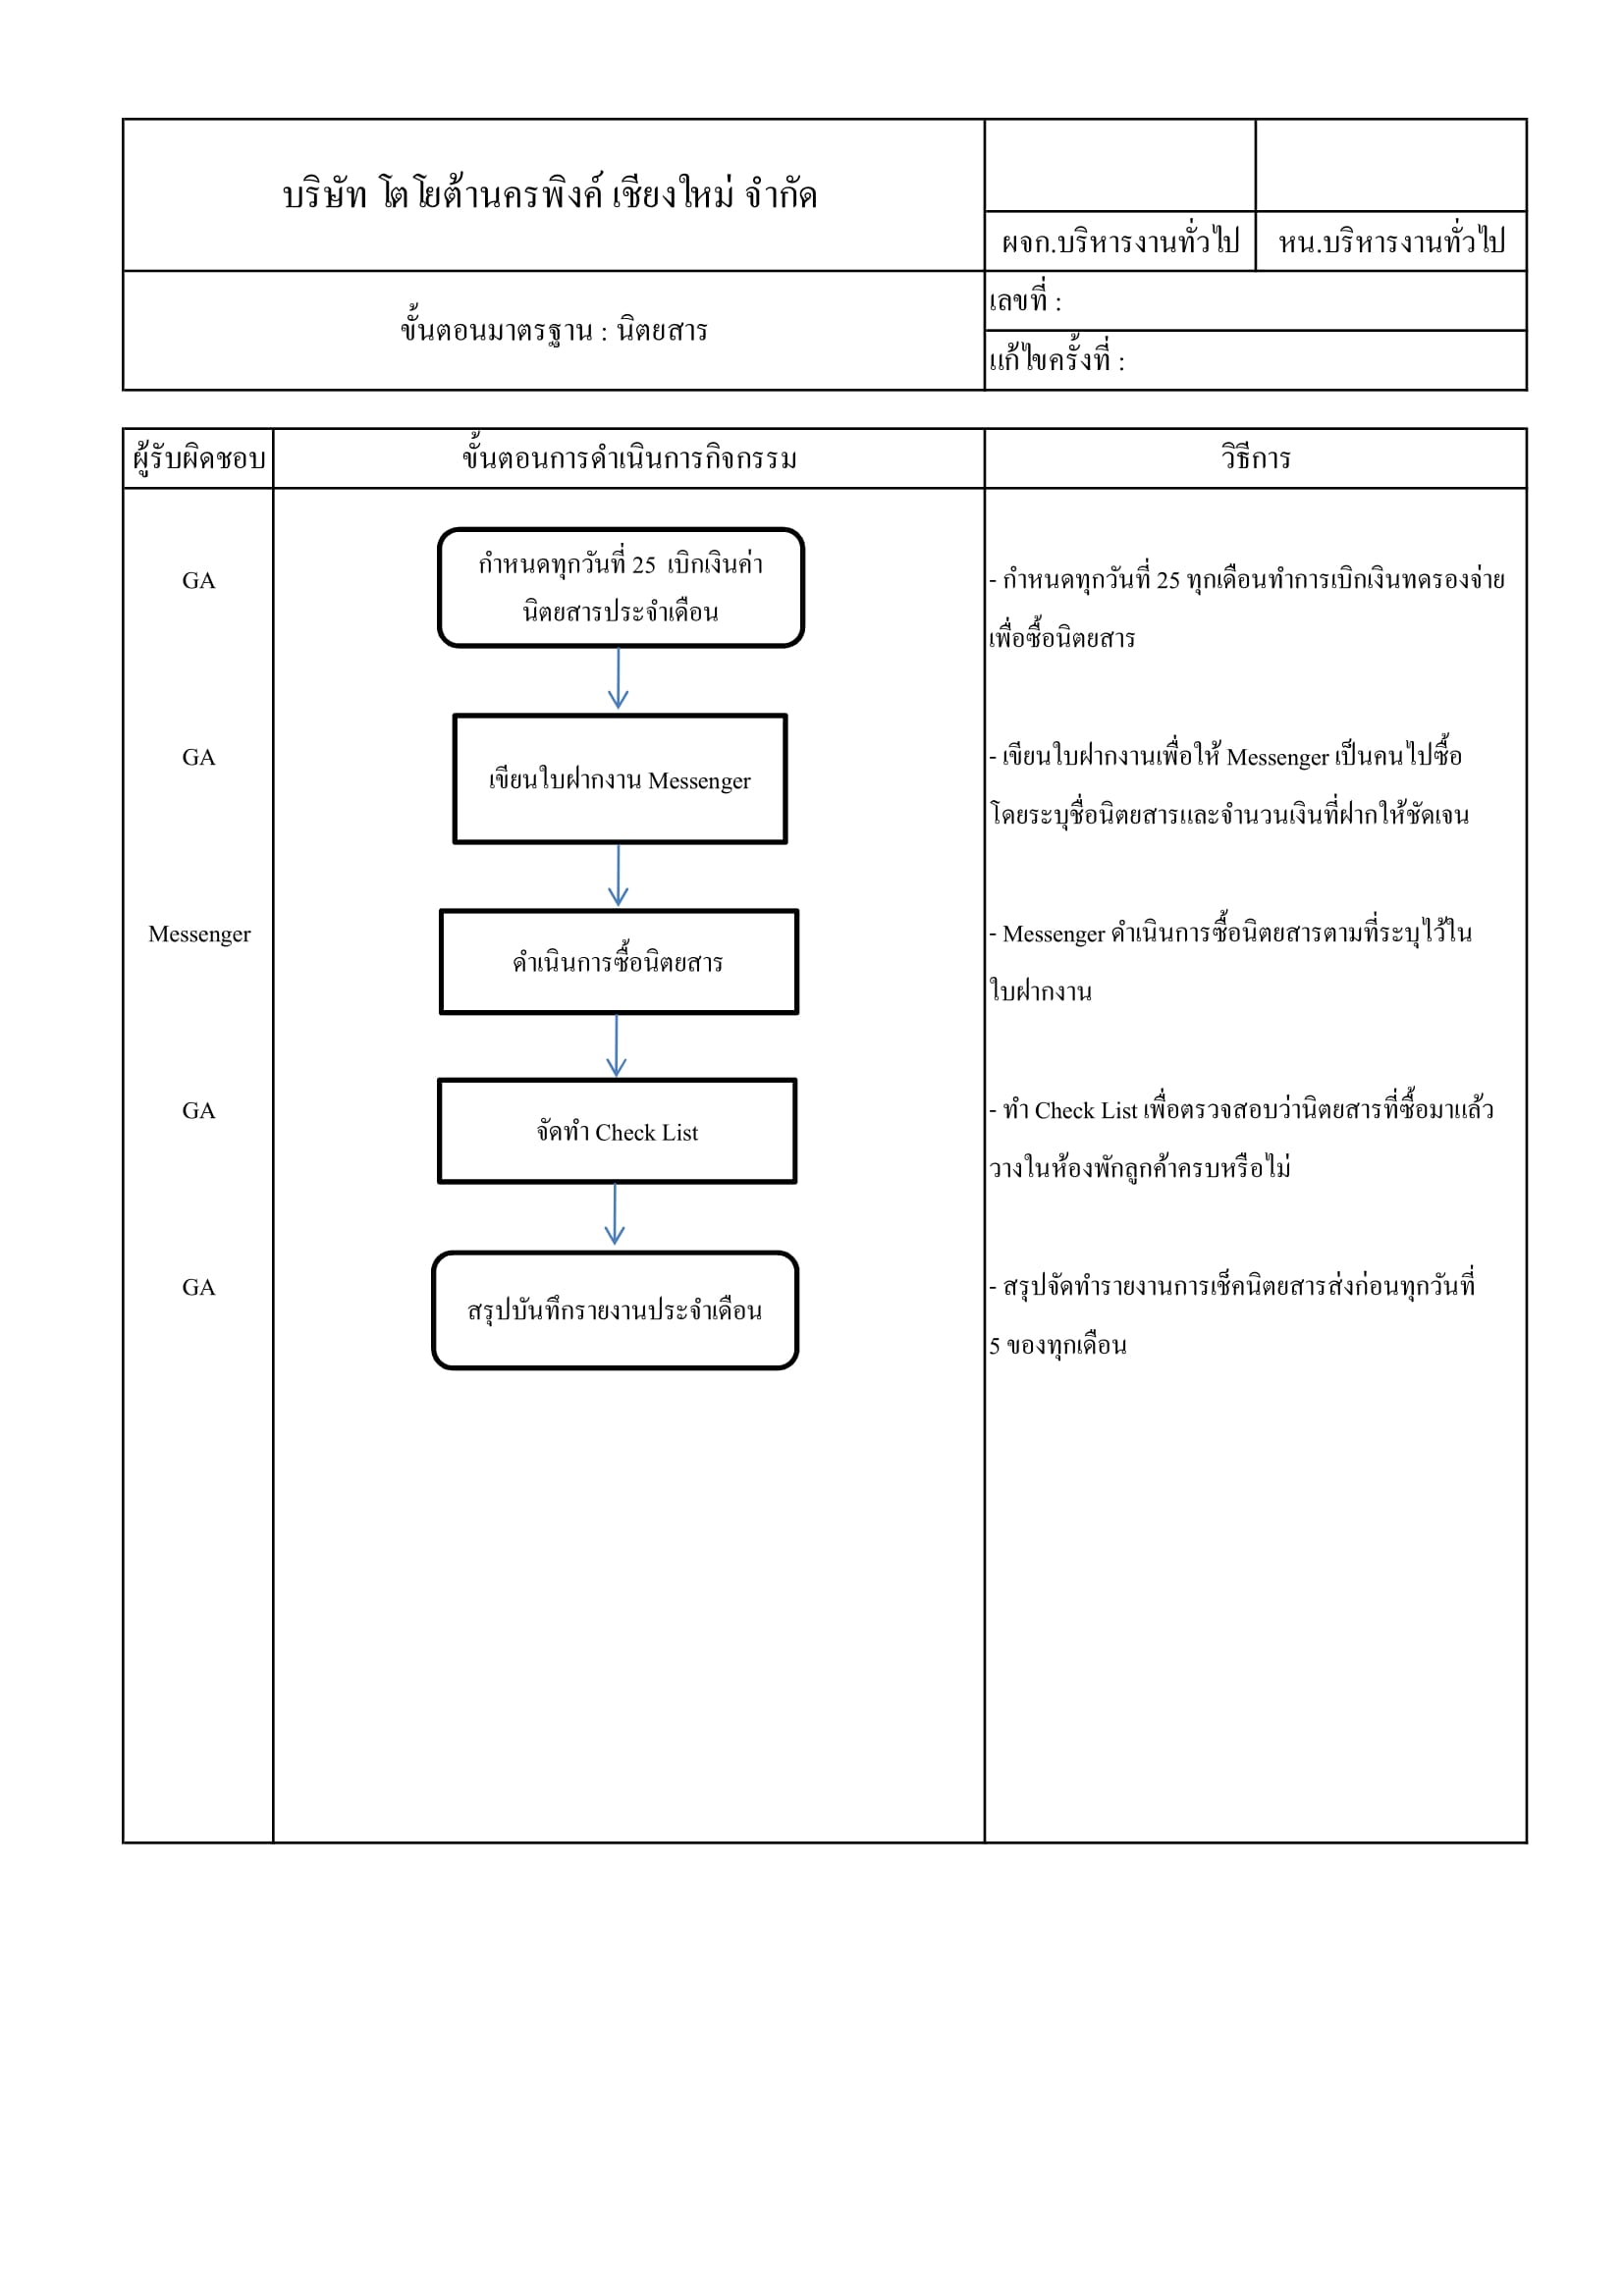 บริษัท โตโยต้านครพิงค์ เชียงใหม่ จำกัด
ผจก.บริหารงานทั่วไป
หน.บริหารงานทั่วไป
ขั้นตอนมาตรฐาน : นิตยสาร
เลขที่ :
แก้ไขครั้งที่ :
ผู้รับผิดชอบ
ขั้นตอนการดำเนินการกิจกรรม
วิธีการ
GA
กำหนดทุกวันที่ 25 เบิกเงินค่า
นิตยสารประจำเดือน
- กำหนดทุกวันที่ 25 ทุกเดือนทำการเบิกเงินทดรองจ่าย
เพื่อซื้อนิตยสาร
GA
เขียนใบฝากงาน Messenger
- เขียนใบฝากงานเพื่อให้ Messenger เป็นคนไปซื้อ
โดยระบุชื่อนิตยสารและจำนวนเงินที่ฝากให้ชัดเจน
Messenger
ดำเนินการซื้อนิตยสาร
- Messenger ดำเนินการซื้อนิตยสารตามที่ระบุไว้ใน
ใบฝากงาน
GA
จัดทำ Check List
- ทำ Check List เพื่อตรวจสอบว่านิตยสารที่ซื้อมาแล้ว
วางในห้องพักลูกค้าครบหรือไม่
GA
สรุปบันทึกรายงานประจำเดือน
- สรุปจัดทำรายงานการเช็คนิตยสารส่งก่อนทุกวันที่
5 ของทุกเดือน